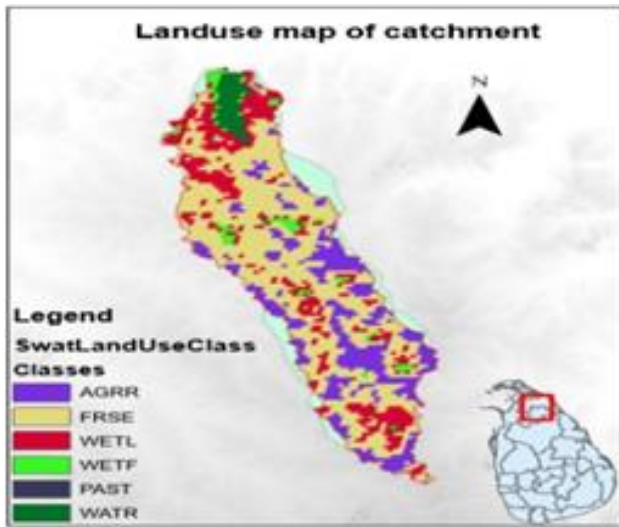 Landuse map of catchment
N
Legend
SwatLandUseClass
Classes
AGRR
FRSE
WETL
WETF
PAST
WATR